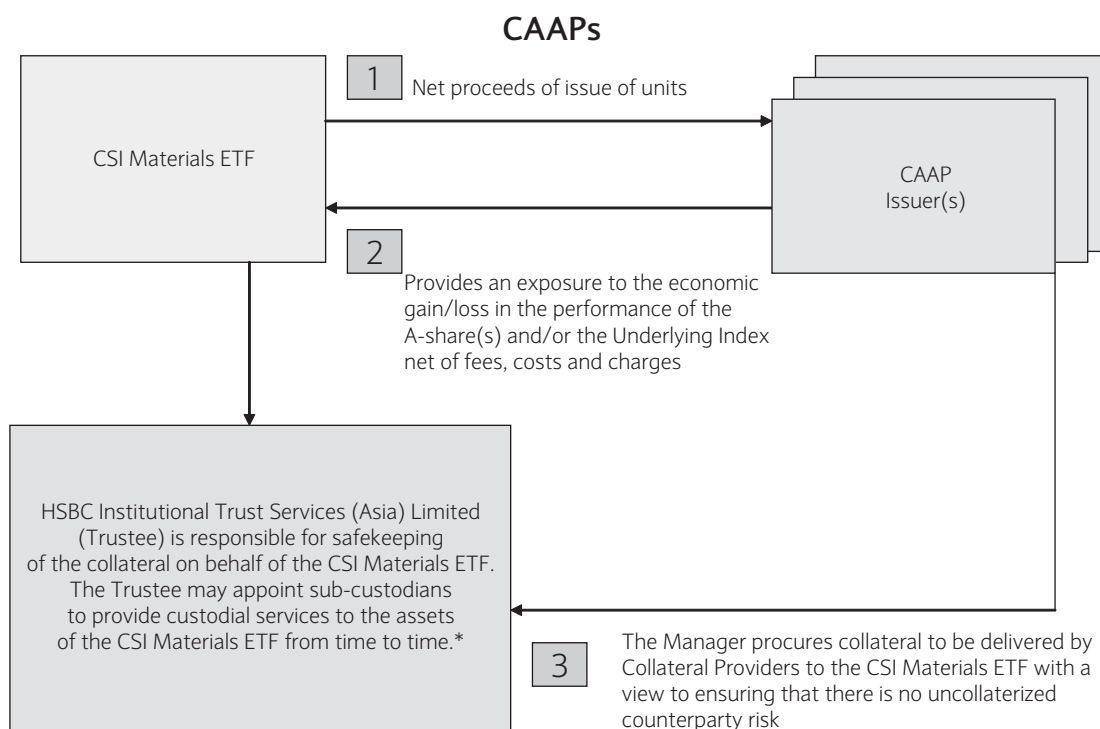 CAAPs
1
Net proceeds of issue of units
CSI Materials ETF
CAAP
Issuer(s)
2
Provides an exposure to the economic
gain/loss in the performance of the
A-share(s) and/or the Underlying Index
net of fees, costs and charges
HSBC Institutional Trust Services (Asia) Limited
(Trustee) is responsible for safekeeping
of the collateral on behalf of the CSI Materials ETF.
The Trustee may appoint sub-custodians
to provide custodial services to the assets
of the CSI Materials ETF from time to time.*
3
The Manager procures collateral to be delivered by
Collateral Providers to the CSI Materials ETF with a
view to ensuring that there is no uncollaterized
counterparty risk